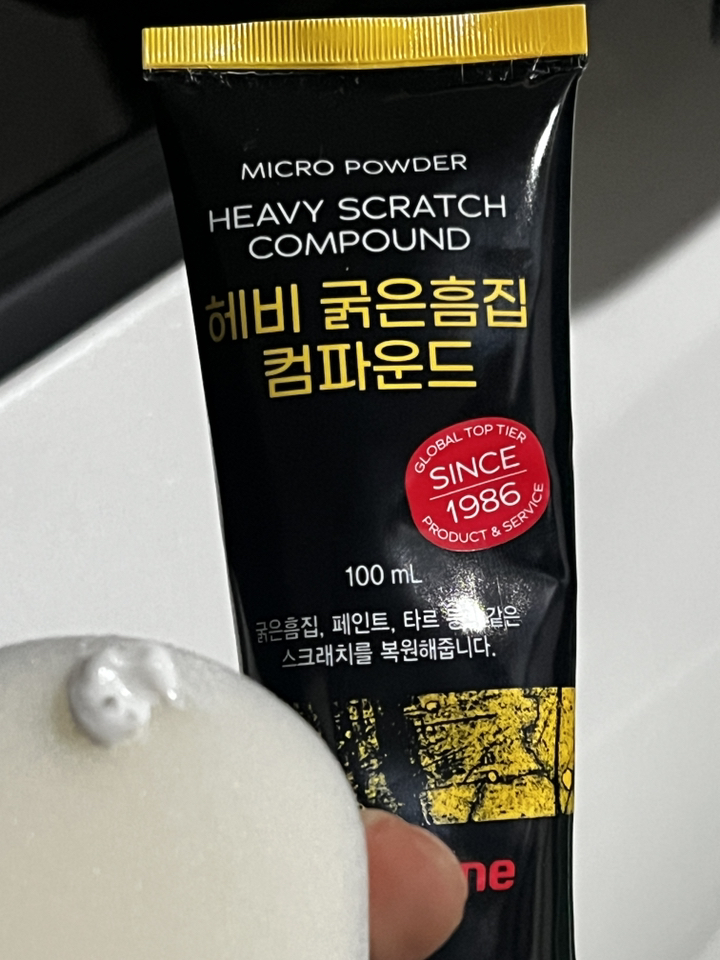 MICRO POWDER
HEAVY SCRATCH
COMPOUND
헤비 굵은흠집
컴파운드
GLOBAL TOP TIER
SINCE
1986
PRODUCT & SERVICE
100 mL
굵은흠집, 페인트, 타르 같은
스크래치를 복원해줍니다.
ne